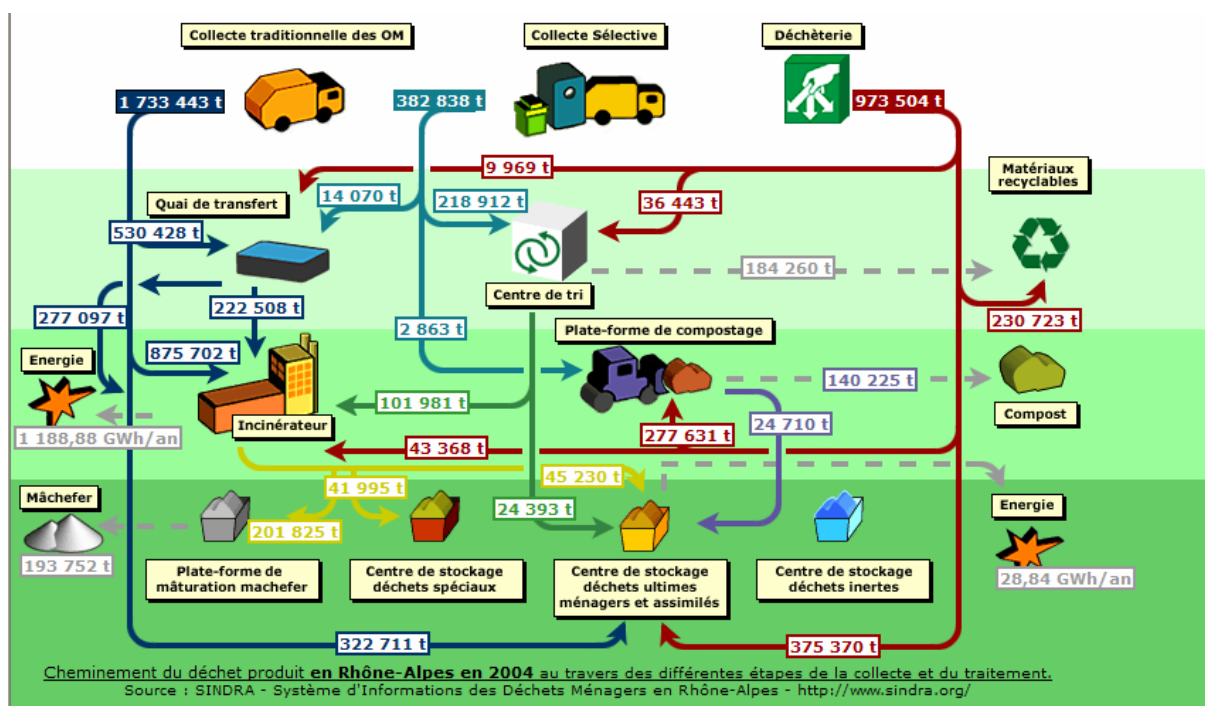 Collecte traditionnelle des OM
Collecte Sélective
Déchèterie
1 733 443 t
382 838 t
973 504 t
9 969 t
Matériaux
recyclables
Quai de transfert
14 070 t
218 912 t
36 443 t
530 428 t
184 260 t
Centre de tri
277 097 t
222 508 t
2 863 t
Plate-forme de compostage
230 723 t
Energie
875 702 t
140 225 t
101 981 t
Compost
1 188,88 GWh/an
Incinérateur
24 710 t
277 631 t
43 368 t
45 230 t
41 995 t
Mâchefer
Energie
24 393 t
201 825 t
193 752 t
28,84 GWh/an
Plate-forme de
mâturation machefer
Centre de stockage
déchets spéciaux
Centre de stockage
déchets ultimes
ménagers et assimilés
Centre de stockage
déchets inertes
322 711 t
375 370 t
Cheminement du déchet produit en Rhône-Alpes en 2004 au travers des différentes étapes de la collecte et du traitement.
Source : SINDRA - Système d'Informations des Déchets Ménagers en Rhône-Alpes - http://www.sindra.org/